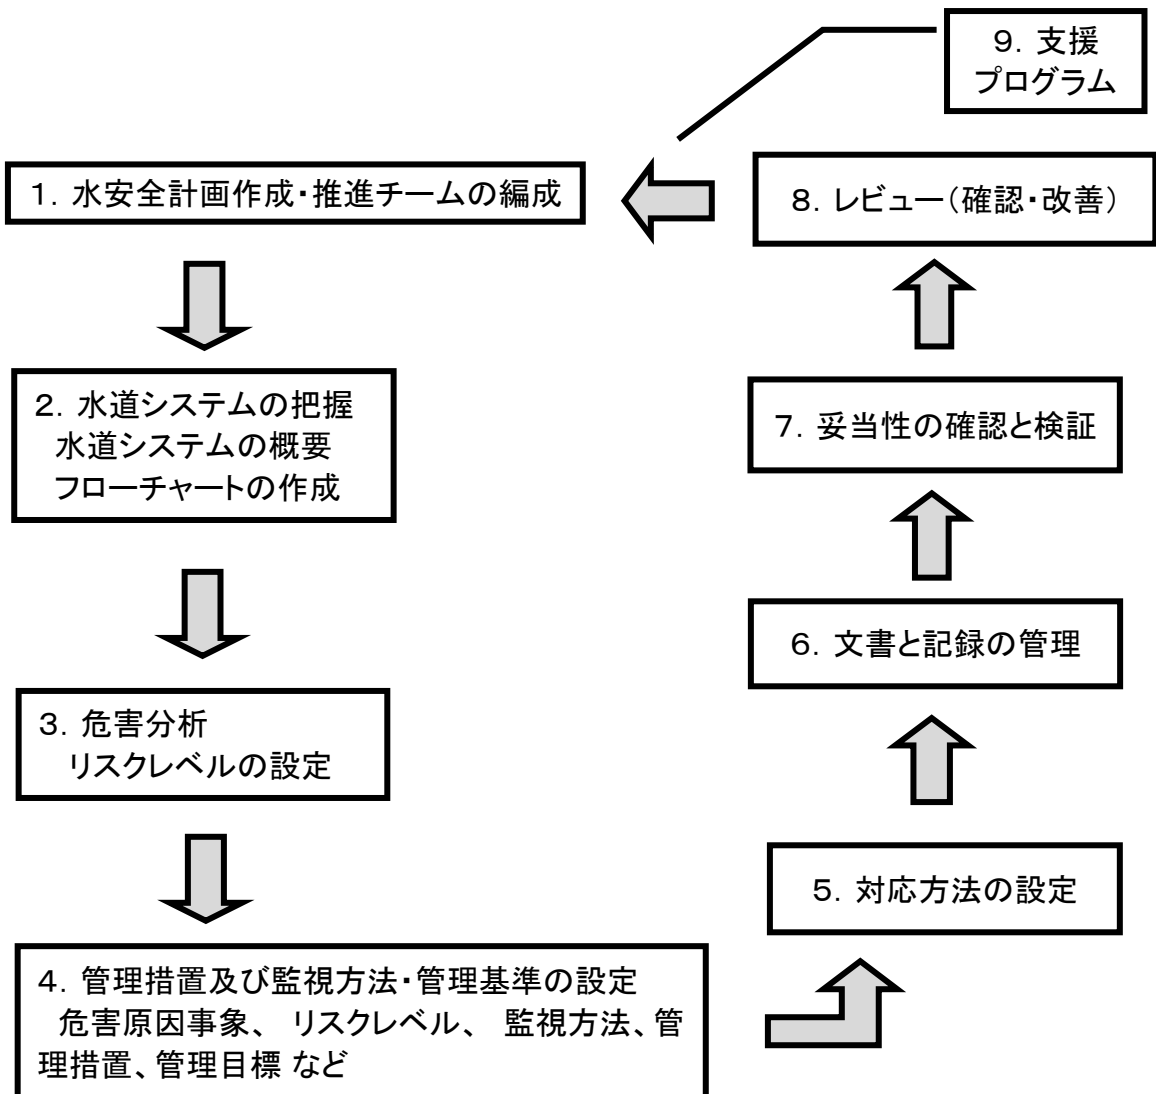 9．支援
プログラム
1．水安全計画作成・推進チームの編成
8．レビュー（確認・改善）
2．水道システムの把握
水道システムの概要
フローチャートの作成
7．妥当性の確認と検証
6．文書と記録の管理
3．危害分析
リスクレベルの設定
5．対応方法の設定
4．管理措置及び監視方法・管理基準の設定
危害原因事象、 リスクレベル、 監視方法、管
理措置、管理目標 など